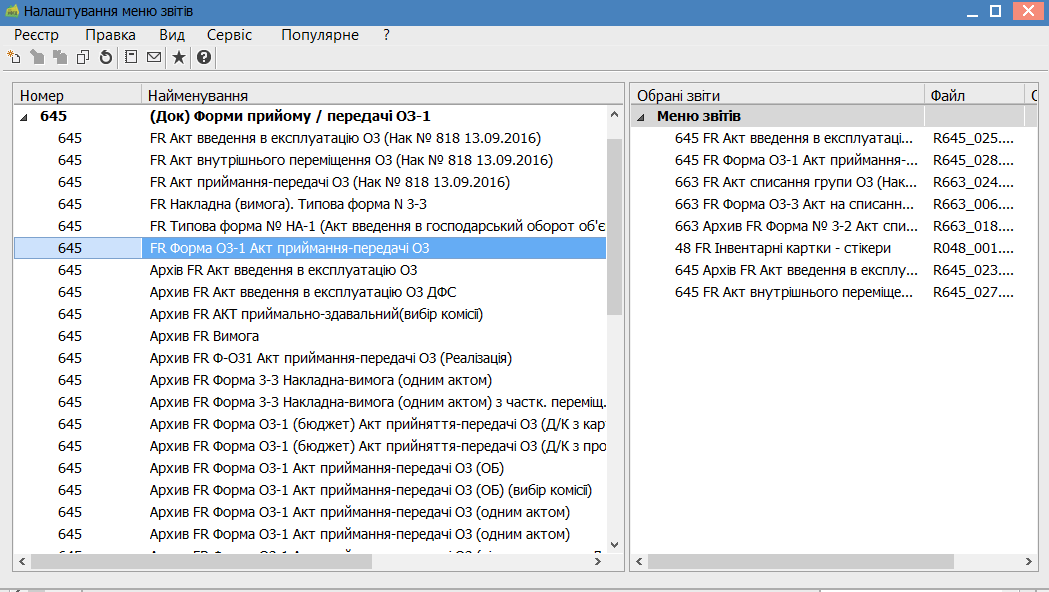 Налаштування меню звітів
Реєстр Правка Вид Сервіс Популярне ?
Номер Найменування
645 (Док) Форми прийому / передачі ОЗ-1
645 FR Акт введення в експлуатацію ОЗ (Нак № 818 13.09.2016)
645 FR Акт внутрішнього переміщення ОЗ (Нак № 818 13.09.2016)
645 FR Акт приймання-передачі ОЗ (Нак № 818 13.09.2016)
645 FR Накладна (вимога). Типова форма N З-3
645 FR Типова форма № НА-1 (Акт введення в господарський оборот об'є
645 FR Форма ОЗ-1 Акт приймання-передачі ОЗ
645 Архів FR Акт введення в експлуатацію ОЗ
645 Архив FR Акт введення в експлуатацію ОЗ ДФС
645 Архив FR АКТ приймально-здавальний(вибір комісії)
645 Архив FR Вимога
645 Архив FR Ф-ОЗ1 Акт приймання-передачі ОЗ (Реалізація)
645 Архив FR Форма З-3 Накладна-вимога (одним актом)
645 Архив FR Форма З-3 Накладна-вимога (одним актом) з частк. переміщ.
645 Архив FR Форма ОЗ-1 (бюджет) Акт прийняття-передачі ОЗ (Д/К з кар
645 Архив FR Форма ОЗ-1 (бюджет) Акт прийняття-передачі ОЗ (Д/К з про
645 Архив FR Форма ОЗ-1 Акт приймання-передачі ОЗ (ОБ)
645 Архив FR Форма ОЗ-1 Акт приймання-передачі ОЗ (ОБ) (вибір комісії)
645 Архив FR Форма ОЗ-1 Акт приймання-передачі ОЗ (одним актом)
645 Архив FR Форма ОЗ-1 Акт приймання-передачі ОЗ (одним актом)
Обрані звіти Файл
Меню звітів
645 FR Акт введення в експлуатаці... R645_025....
645 FR Форма ОЗ-1 Акт приймання-... R645_028....
663 FR Акт списання групи ОЗ (Нак... R663_024....
663 FR Форма ОЗ-3 Акт на списанн... R663_006....
663 Архив FR Форма № З-2 Акт спи... R663_018....
48 FR Інвентарні картки - стікери R048_001....
645 Архів FR Акт введення в експлу... R645_023....
645 FR Акт внутрішнього переміще... R645_027....